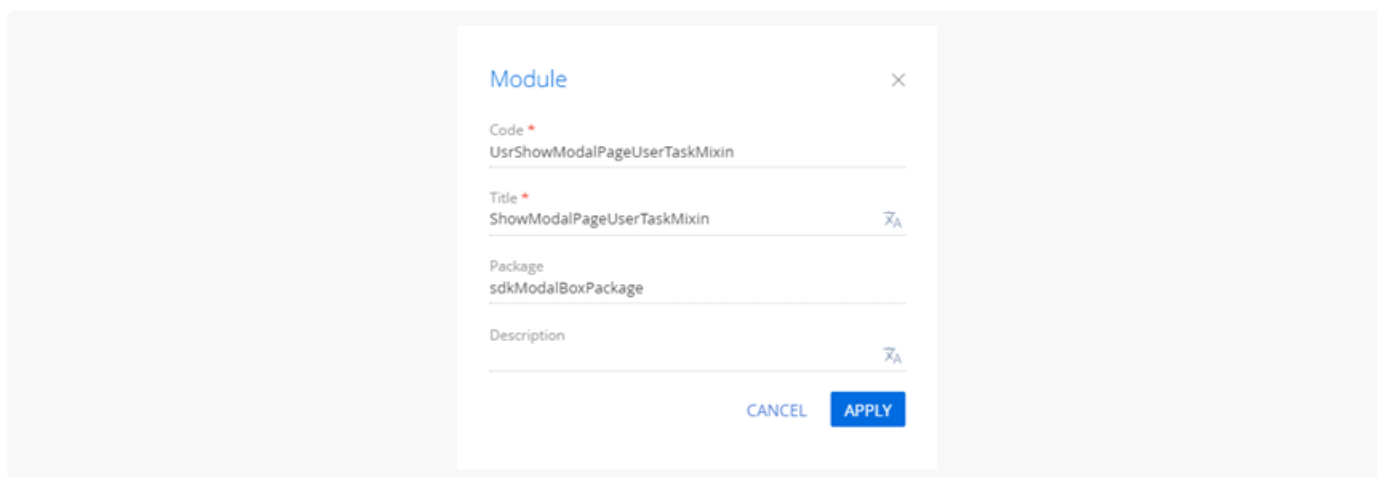 Module
Code *
UsrShowModalPageUserTaskMixin
Title *
ShowModalPageUserTaskMixin
Package
sdkModalBoxPackage
Description
CANCEL APPLY